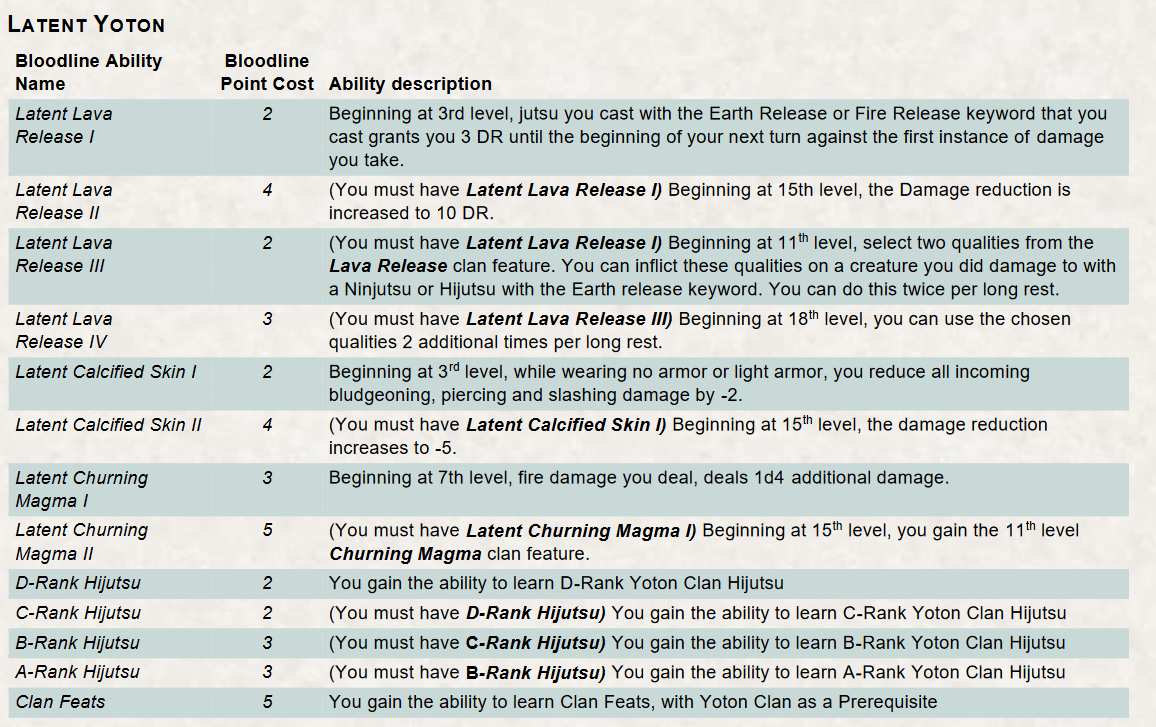 LATENT YOTON
Bloodline Ability Bloodline
Name Point Cost Ability description
Latent Lava 2 Beginning at 3rd level, jutsu you cast with the Earth Release or Fire Release keyword that you
Release I cast grants you 3 DR until the beginning of your next turn against the first instance of damage
you take.
Latent Lava 4 (You must have Latent Lava Release I) Beginning at 15th level, the Damage reduction is
Release II increased to 10 DR.
Latent Lava 2 (You must have Latent Lava Release I) Beginning at 11th level, select two qualities from the
Release III Lava Release clan feature. You can inflict these qualities on a creature you did damage to with
a Ninjutsu or Hijutsu with the Earth release keyword. You can do this twice per long rest.
Latent Lava 3 (You must have Latent Lava Release III) Beginning at 18th level, you can use the chosen
Release IV qualities 2 additional times per long rest.
Latent Calcified Skin I 2 Beginning at 3rd level, while wearing no armor or light armor, you reduce all incoming
bludgeoning, piercing and slashing damage by -2.
Latent Calcified Skin II 4 (You must have Latent Calcified Skin I) Beginning at 15th level, the damage reduction
increases to -5.
Latent Churning 3 Beginning at 7th level, fire damage you deal, deals 1d4 additional damage.
Magma I
Latent Churning 5 (You must have Latent Churning Magma I) Beginning at 15th level, you gain the 11th level
Magma II Churning Magma clan feature.
D-Rank Hijutsu 2 You gain the ability to learn D-Rank Yoton Clan Hijutsu
C-Rank Hijutsu 2 (You must have D-Rank Hijutsu) You gain the ability to learn C-Rank Yoton Clan Hijutsu
B-Rank Hijutsu 3 (You must have C-Rank Hijutsu) You gain the ability to learn B-Rank Yoton Clan Hijutsu
A-Rank Hijutsu 3 (You must have B-Rank Hijutsu) You gain the ability to learn A-Rank Yoton Clan Hijutsu
Clan Feats 5 You gain the ability to learn Clan Feats, with Yoton Clan as a Prerequisite